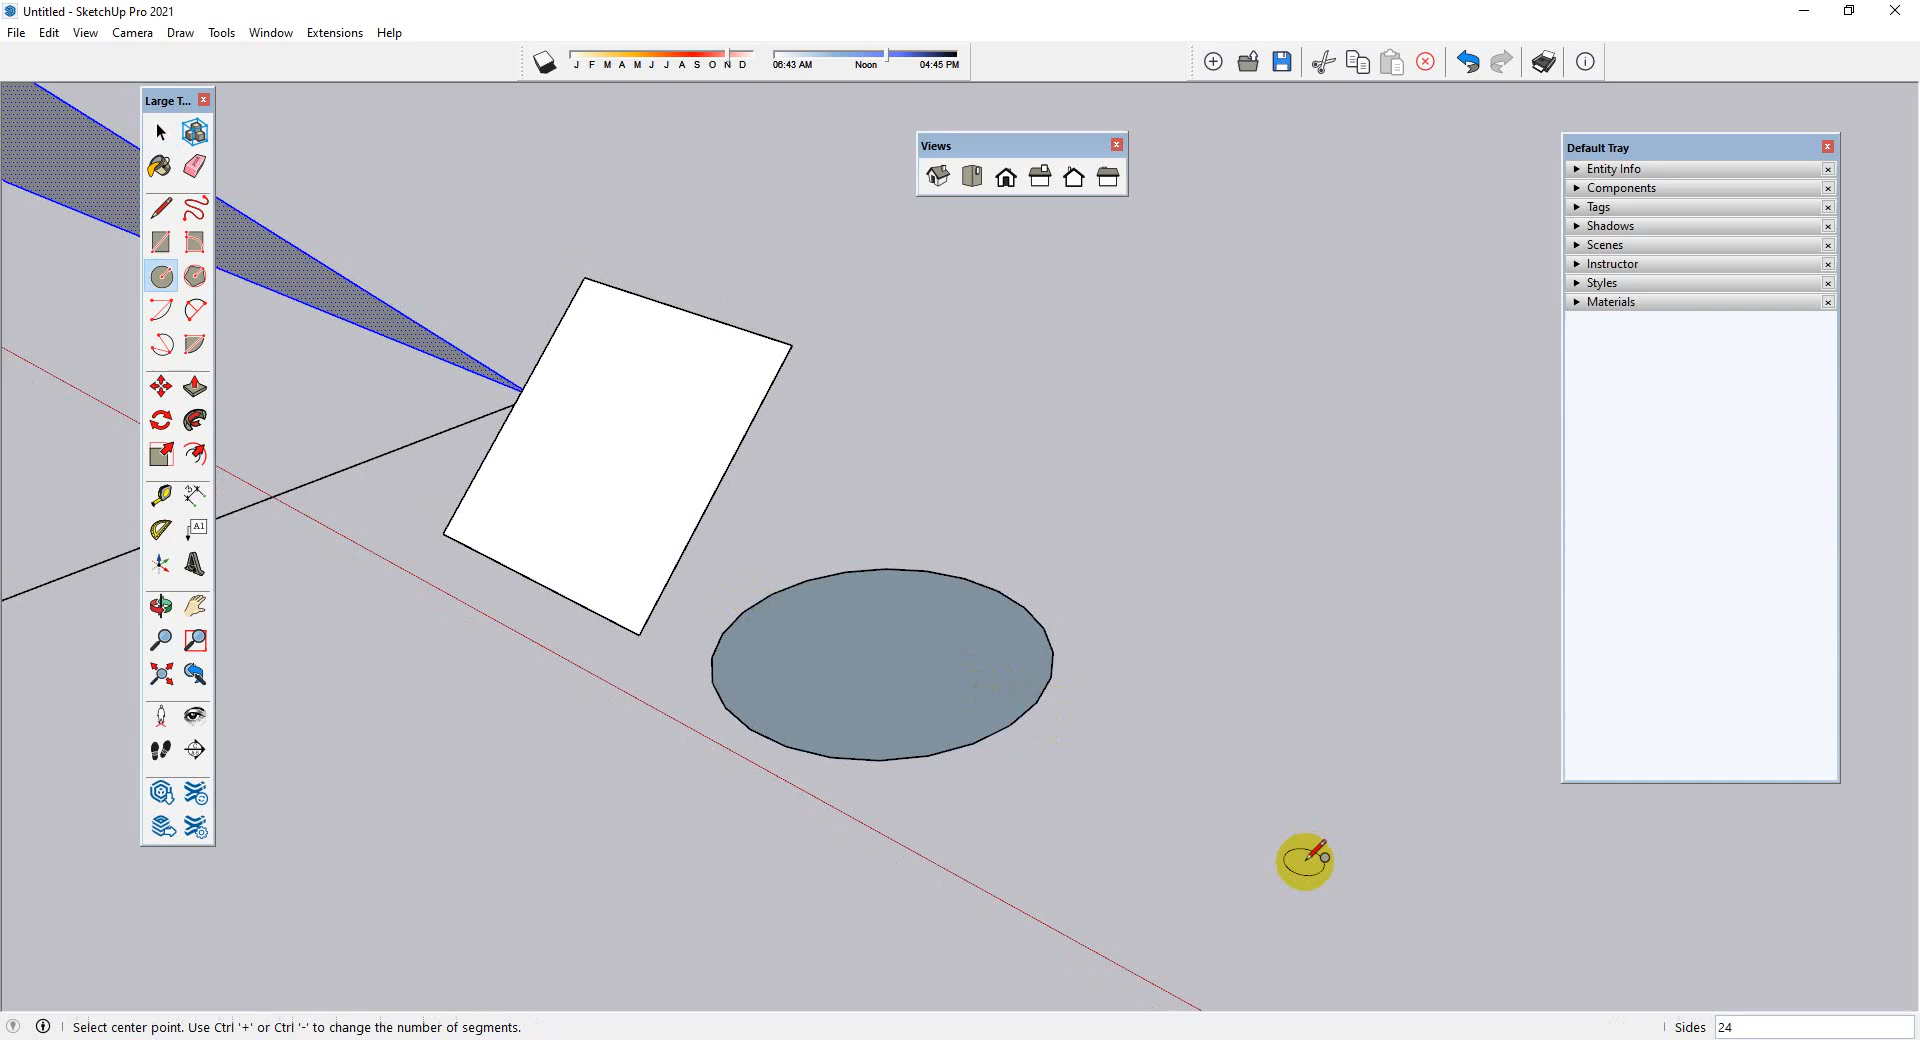 Untitled - SketchUp Pro 2021
File Edit View Camera Draw Tools Window Extensions Help
J F M A M J J A S O N D
06:43 AM Noon 04:45 PM
Large T...
Views
Default Tray
Entity Info
Components
Tags
Shadows
Scenes
Instructor
Styles
Materials
A1
Select center point. Use Ctrl '+' or Ctrl '-' to change the number of segments.
Sides 24